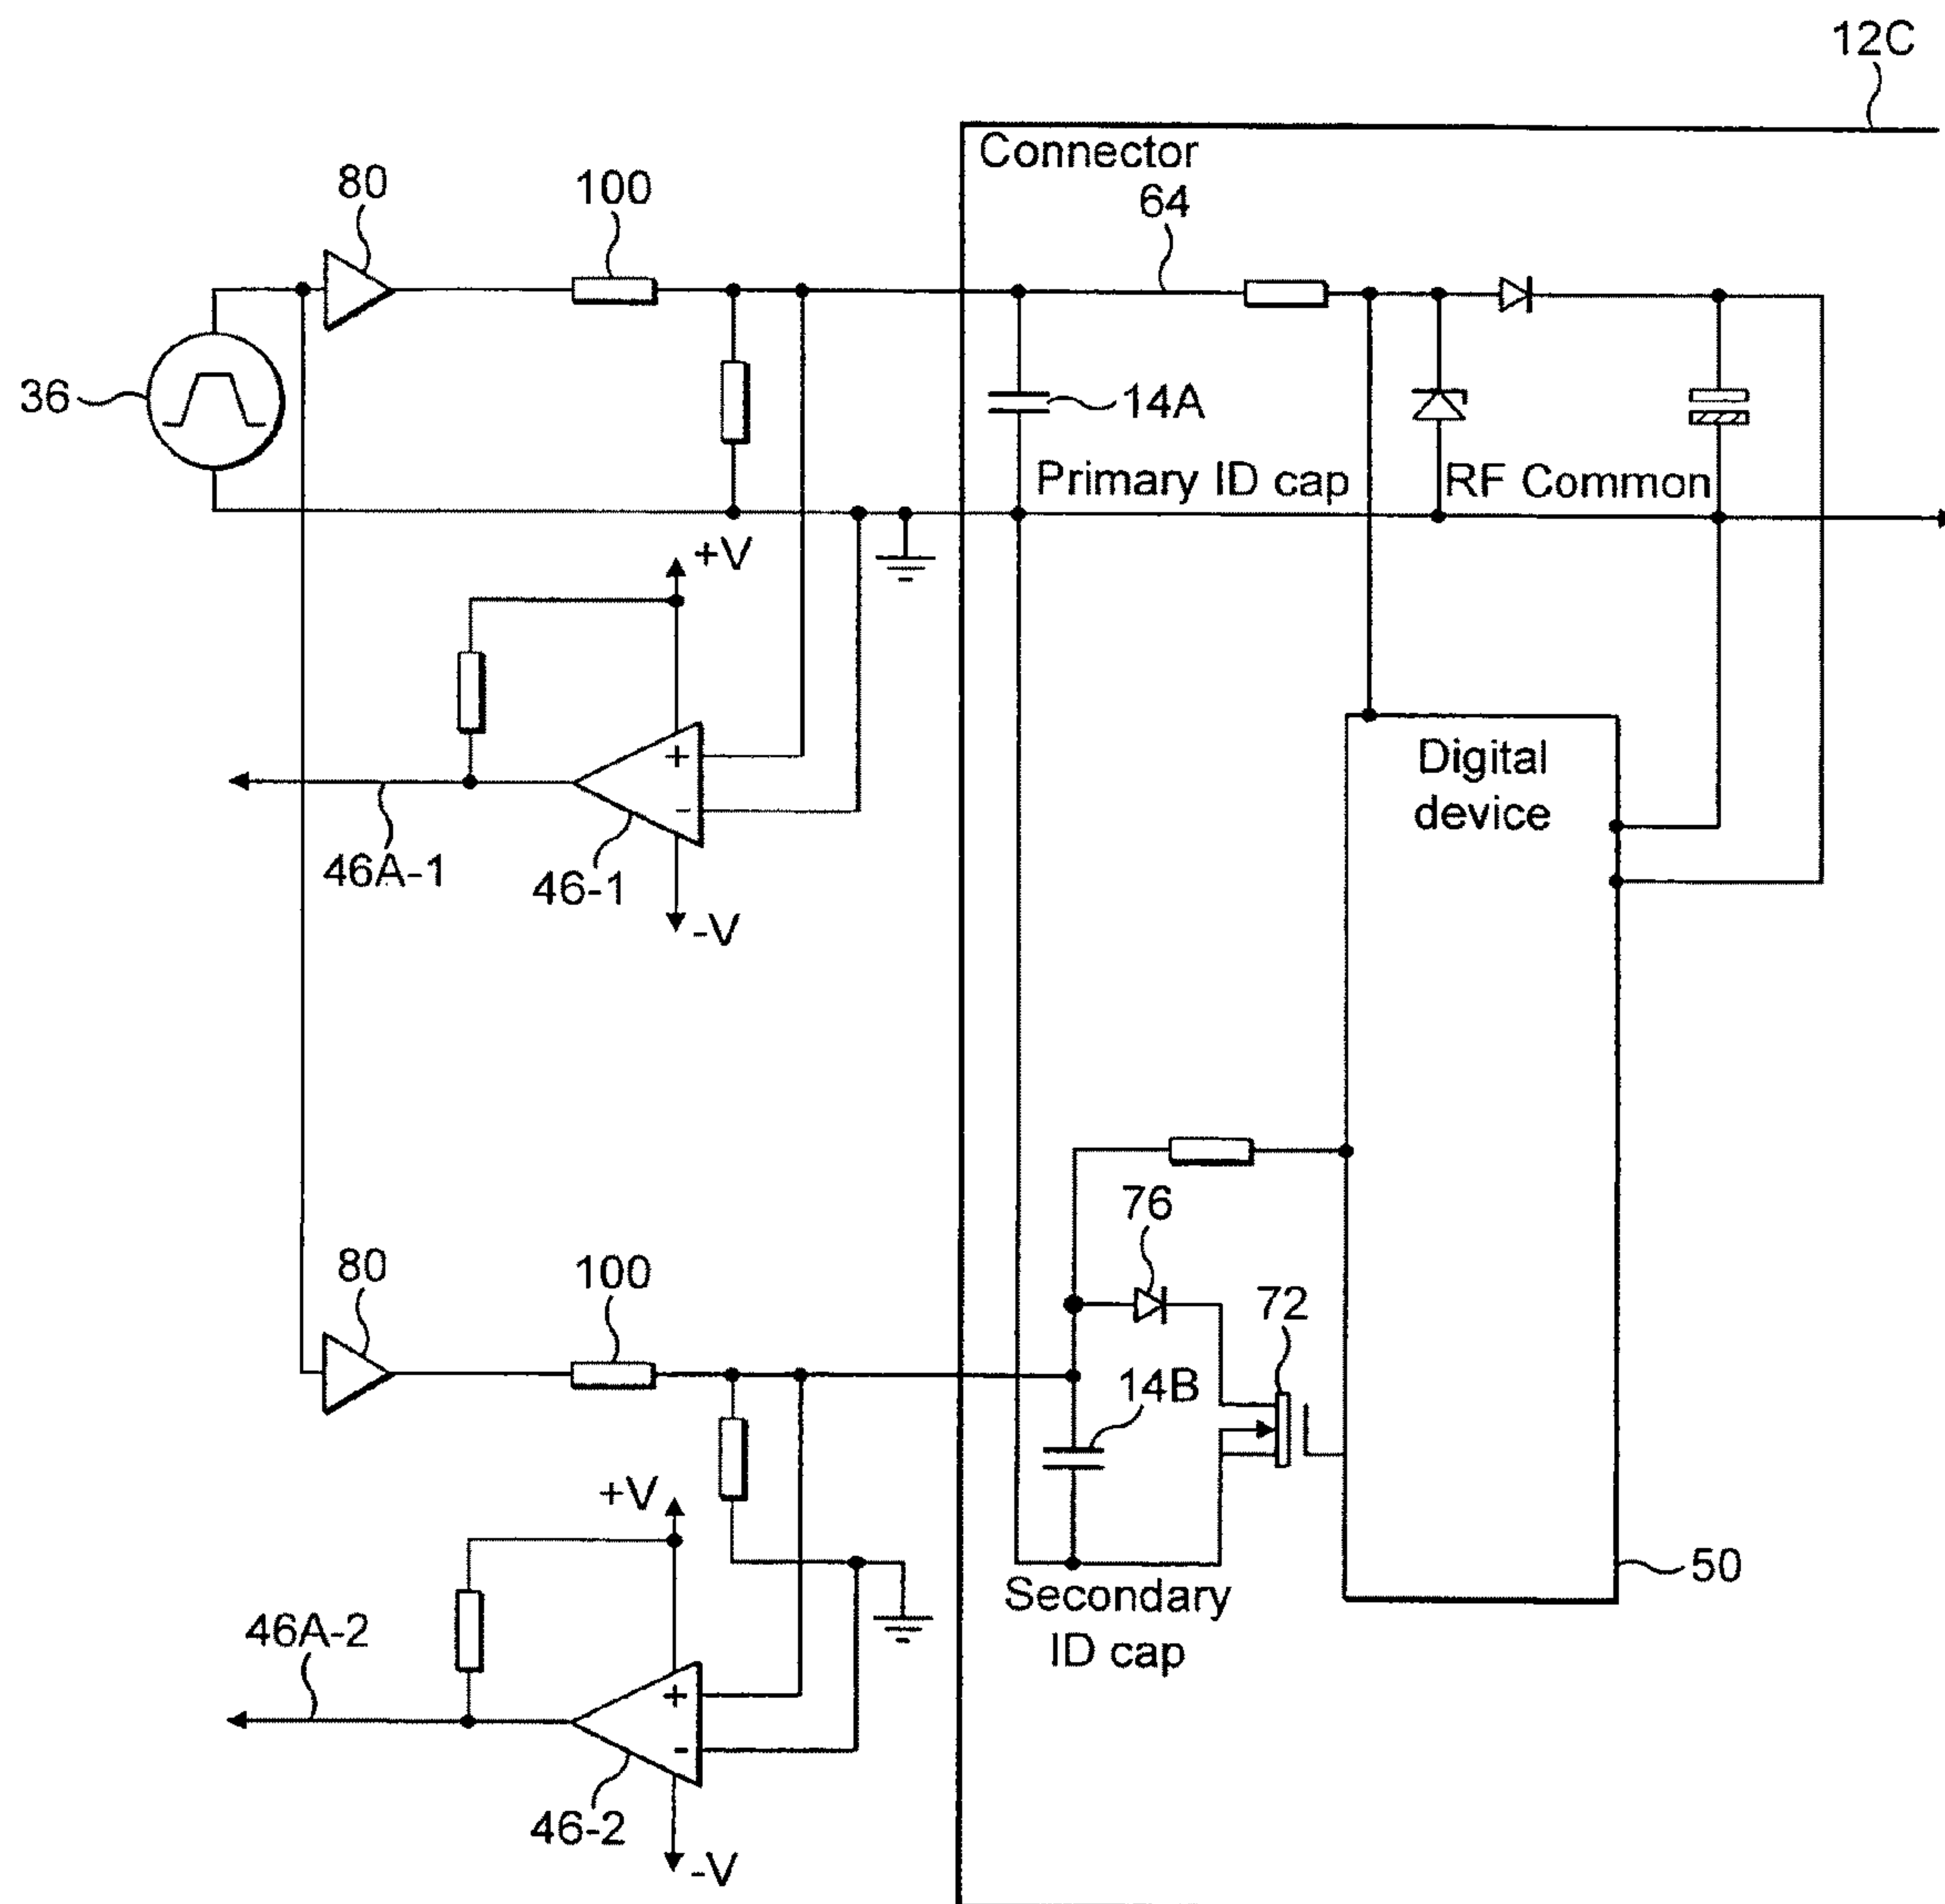 12C
Connector
80
100
64
36
14A
Primary ID cap
RF Common
+V
+
-
46A-1
46-1
-V
Digital
device
76
80
100
72
14B
+V
50
Secondary
ID cap
46A-2
+
-
46-2
-V